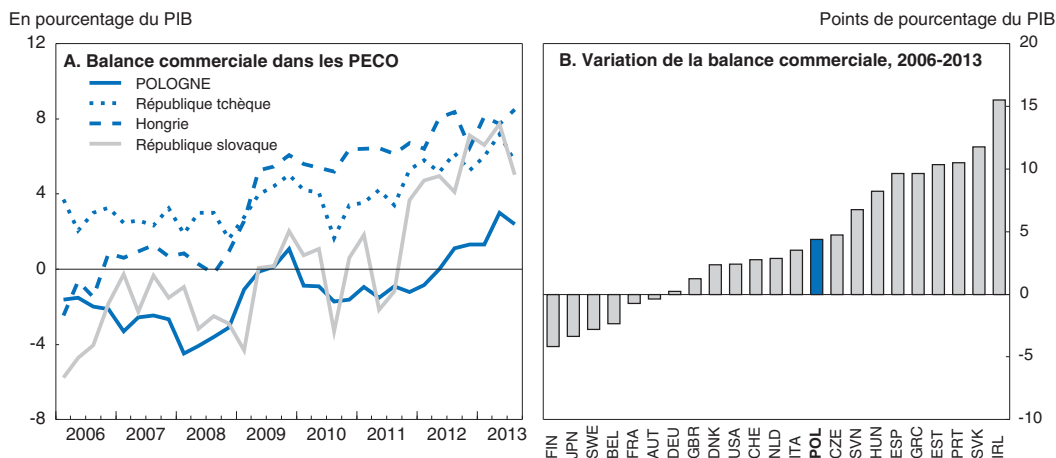 En pourcentage du PIB
Points de pourcentage du PIB
A. Balance commerciale dans les PECO
POLOGNE
République tchèque
Hongrie
République slovaque
12
8
4
0
-4
-8
2006 2007 2008 2009 2010 2011 2012 2013
B. Variation de la balance commerciale, 2006-2013
20
15
10
5
0
-5
-10
FIN JPN SWE BEL FRA AUT DEU GBR DNK USA CHE NLD ITA POL CZE SVN HUN ESP GRC EST PRT SVK IRL